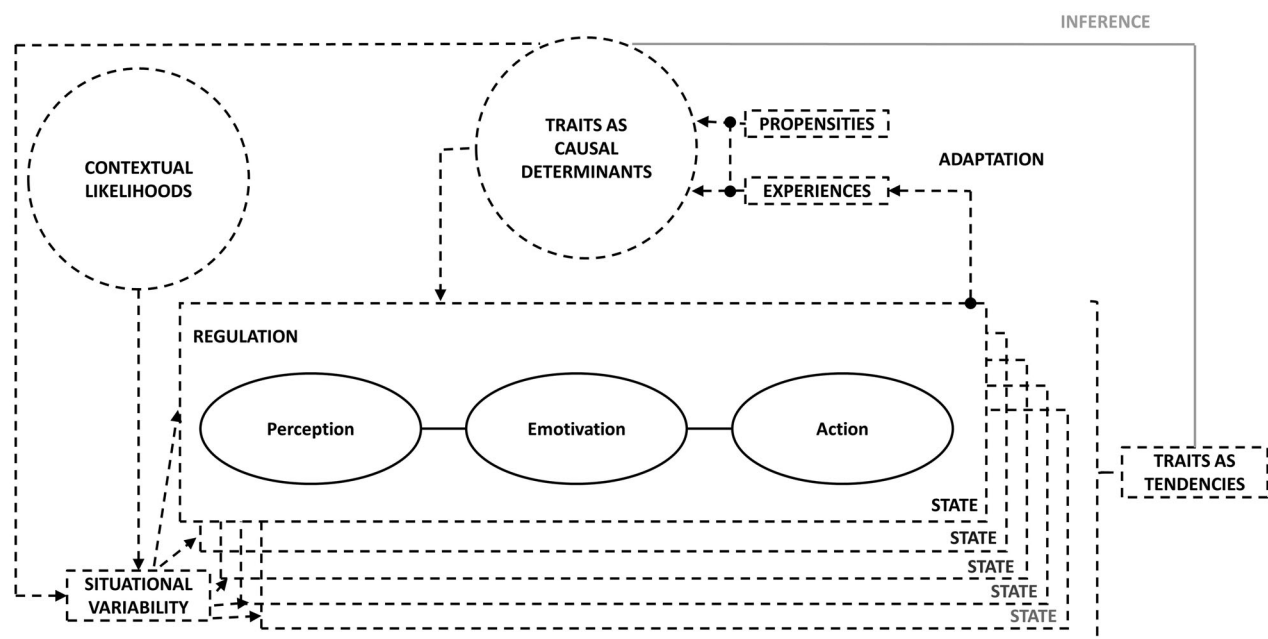 INFERENCE
TRAITS AS
CAUSAL
DETERMINANTS
PROPENSITIES
CONTEXTUAL
LIKELIHOODS
ADAPTATION
EXPERIENCES
REGULATION
Perception
Emotivation
Action
TRAITS AS
TENDENCIES
STATE
STATE
STATE
STATE
STATE
SITUATIONAL
VARIABILITY